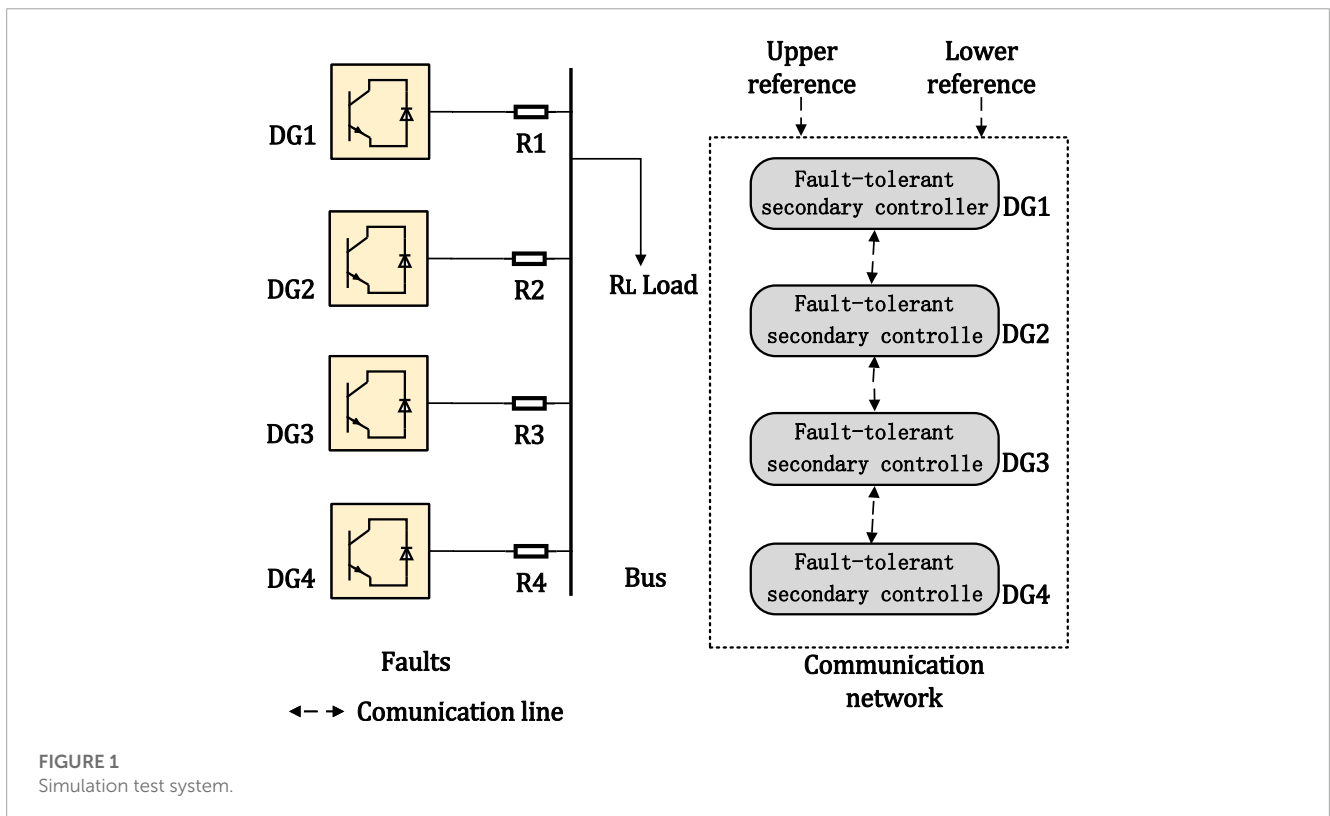 DG1
R1
DG2
R2
DG3
R3
DG4
R4
RL Load
Bus
Faults
Comunication line
Upper
reference
Lower
reference
Fault-tolerant
secondary controller
DG1
Fault-tolerant
secondary controlle
DG2
Fault-tolerant
secondary controlle
DG3
Fault-tolerant
secondary controlle
DG4
Communication
network
FIGURE 1
Simulation test system.